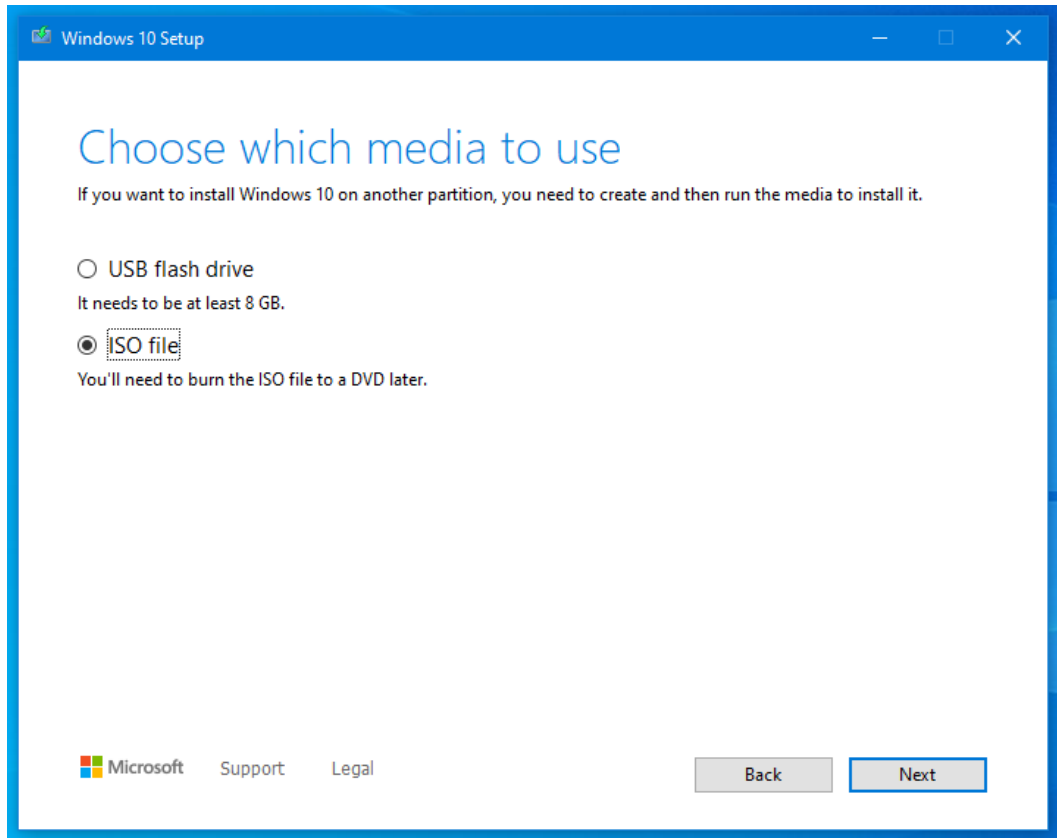 Windows 10 Setup
Choose which media to use
If you want to install Windows 10 on another partition, you need to create and then run the media to install it.
USB flash drive
It needs to be at least 8 GB.
ISO file
You'll need to burn the ISO file to a DVD later.
Microsoft Support Legal Back Next